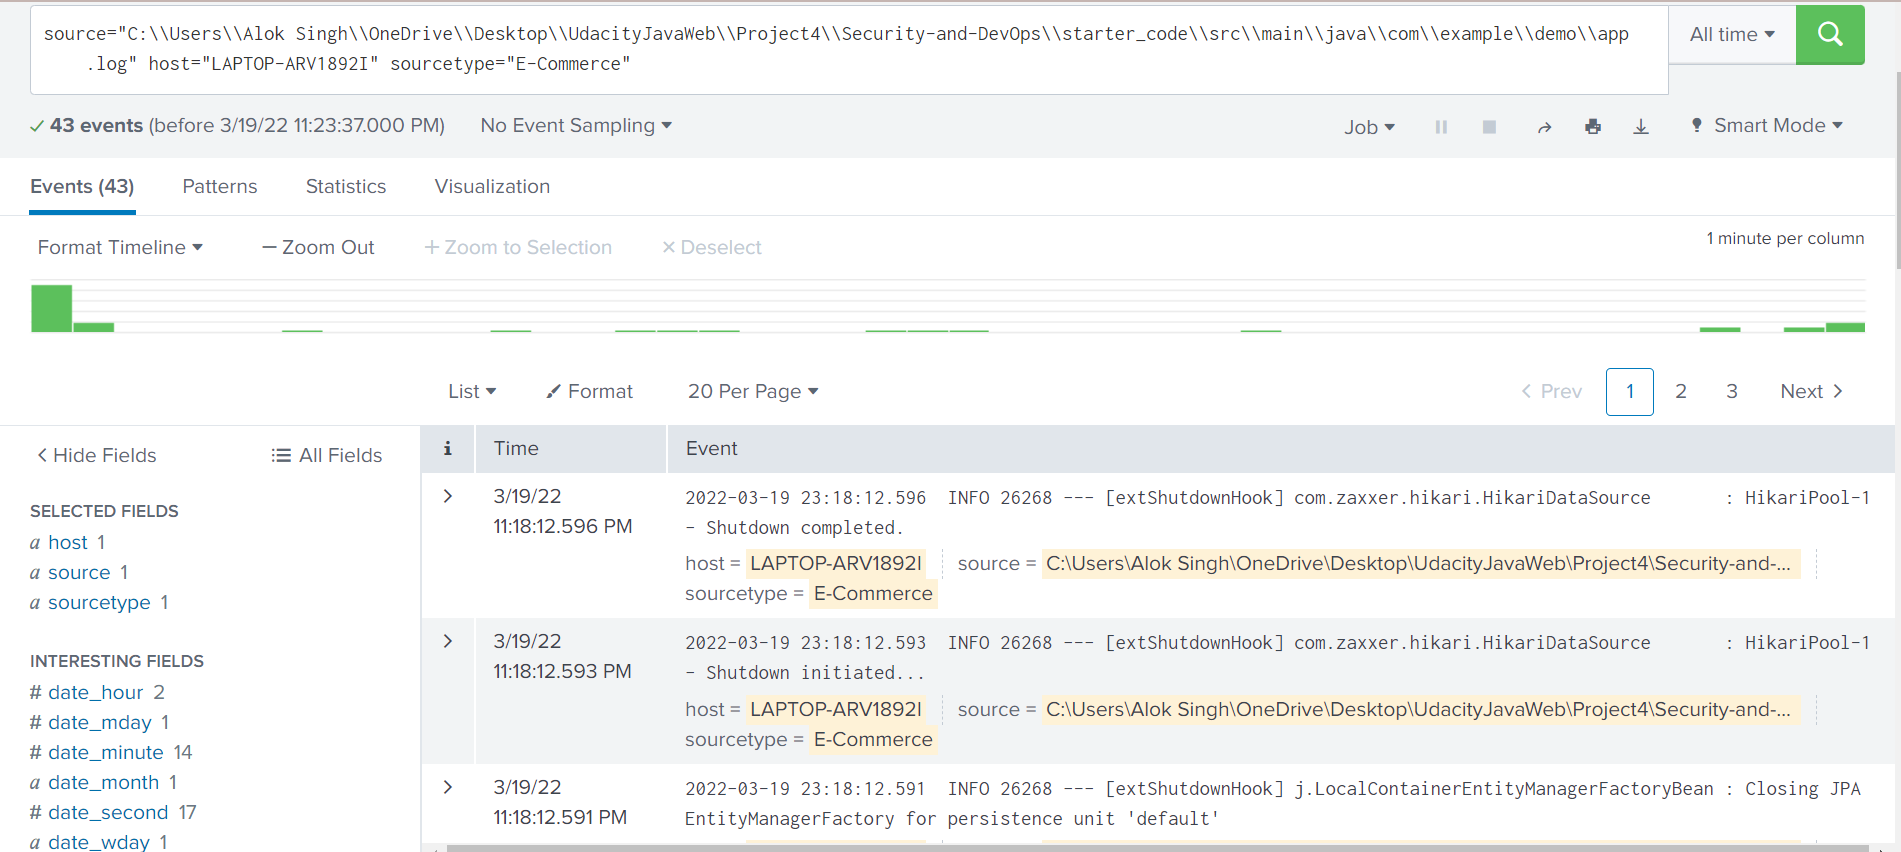 source="C:\\Users\\Alok Singh\\OneDrive\\Desktop\\UdacityJavaWeb\\Project4\\Security-and-DevOps\\starter_code\\src\\main\\java\\com\\example\\demo\\app
.log" host="LAPTOP-ARV1892I" sourcetype="E-Commerce"
All time
43 events (before 3/19/22 11:23:37.000 PM)
No Event Sampling
Job
Smart Mode
Events (43)
Patterns
Statistics
Visualization
Format Timeline
— Zoom Out
+ Zoom to Selection
× Deselect
1 minute per column
List
Format
20 Per Page
< Prev
1
2
3
Next >
< Hide Fields
All Fields
SELECTED FIELDS
a host 1
a source 1
a sourcetype 1
INTERESTING FIELDS
# date_hour 2
# date_mday 1
# date_minute 14
a date_month 1
# date_second 17
a date_wday 1
i
Time
Event
>
3/19/22
11:18:12.596 PM
2022-03-19 23:18:12.596  INFO 26268 --- [extShutdownHook] com.zaxxer.hikari.HikariDataSource       : HikariPool-1
- Shutdown completed.
host = LAPTOP-ARV1892I
source = C:\Users\Alok Singh\OneDrive\Desktop\UdacityJavaWeb\Project4\Security-and-...
sourcetype = E-Commerce
>
3/19/22
11:18:12.593 PM
2022-03-19 23:18:12.593  INFO 26268 --- [extShutdownHook] com.zaxxer.hikari.HikariDataSource       : HikariPool-1
- Shutdown initiated...
host = LAPTOP-ARV1892I
source = C:\Users\Alok Singh\OneDrive\Desktop\UdacityJavaWeb\Project4\Security-and-...
sourcetype = E-Commerce
>
3/19/22
11:18:12.591 PM
2022-03-19 23:18:12.591  INFO 26268 --- [extShutdownHook] j.LocalContainerEntityManagerFactoryBean : Closing JPA
EntityManagerFactory for persistence unit 'default'